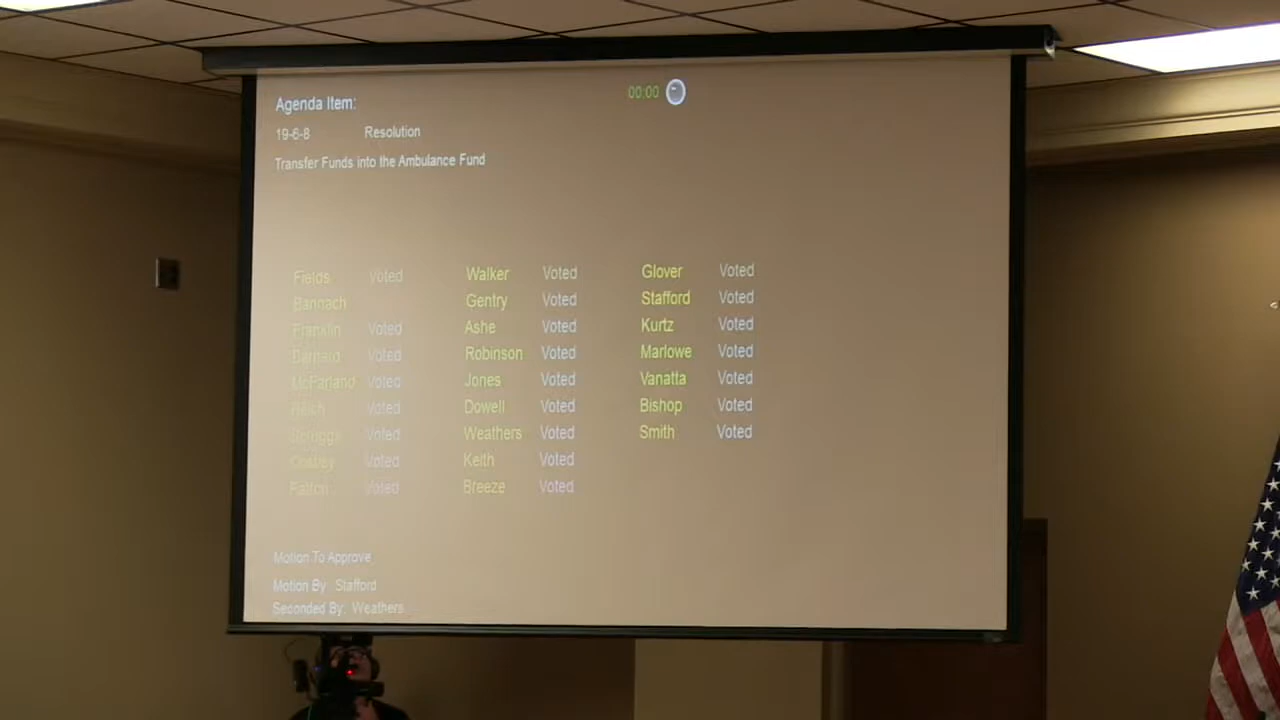 00:00
Agenda Item:
19-6-8 Resolution
Transfer Funds into the Ambulance Fund
Fields Voted Walker Voted Glover Voted
Bannach Gentry Voted Stafford Voted
Franklin Voted Ashe Voted Kurtz Voted
Barnard Voted Robinson Voted Marlowe Voted
McFarland Voted Jones Voted Vanatta Voted
Voted Dowell Voted Bishop Voted
Scroggs Voted Weathers Voted Smith Voted
Voted Keith Voted
Voted Breeze Voted
Motion To Approve
Motion By: Stafford
Seconded By: Weathers